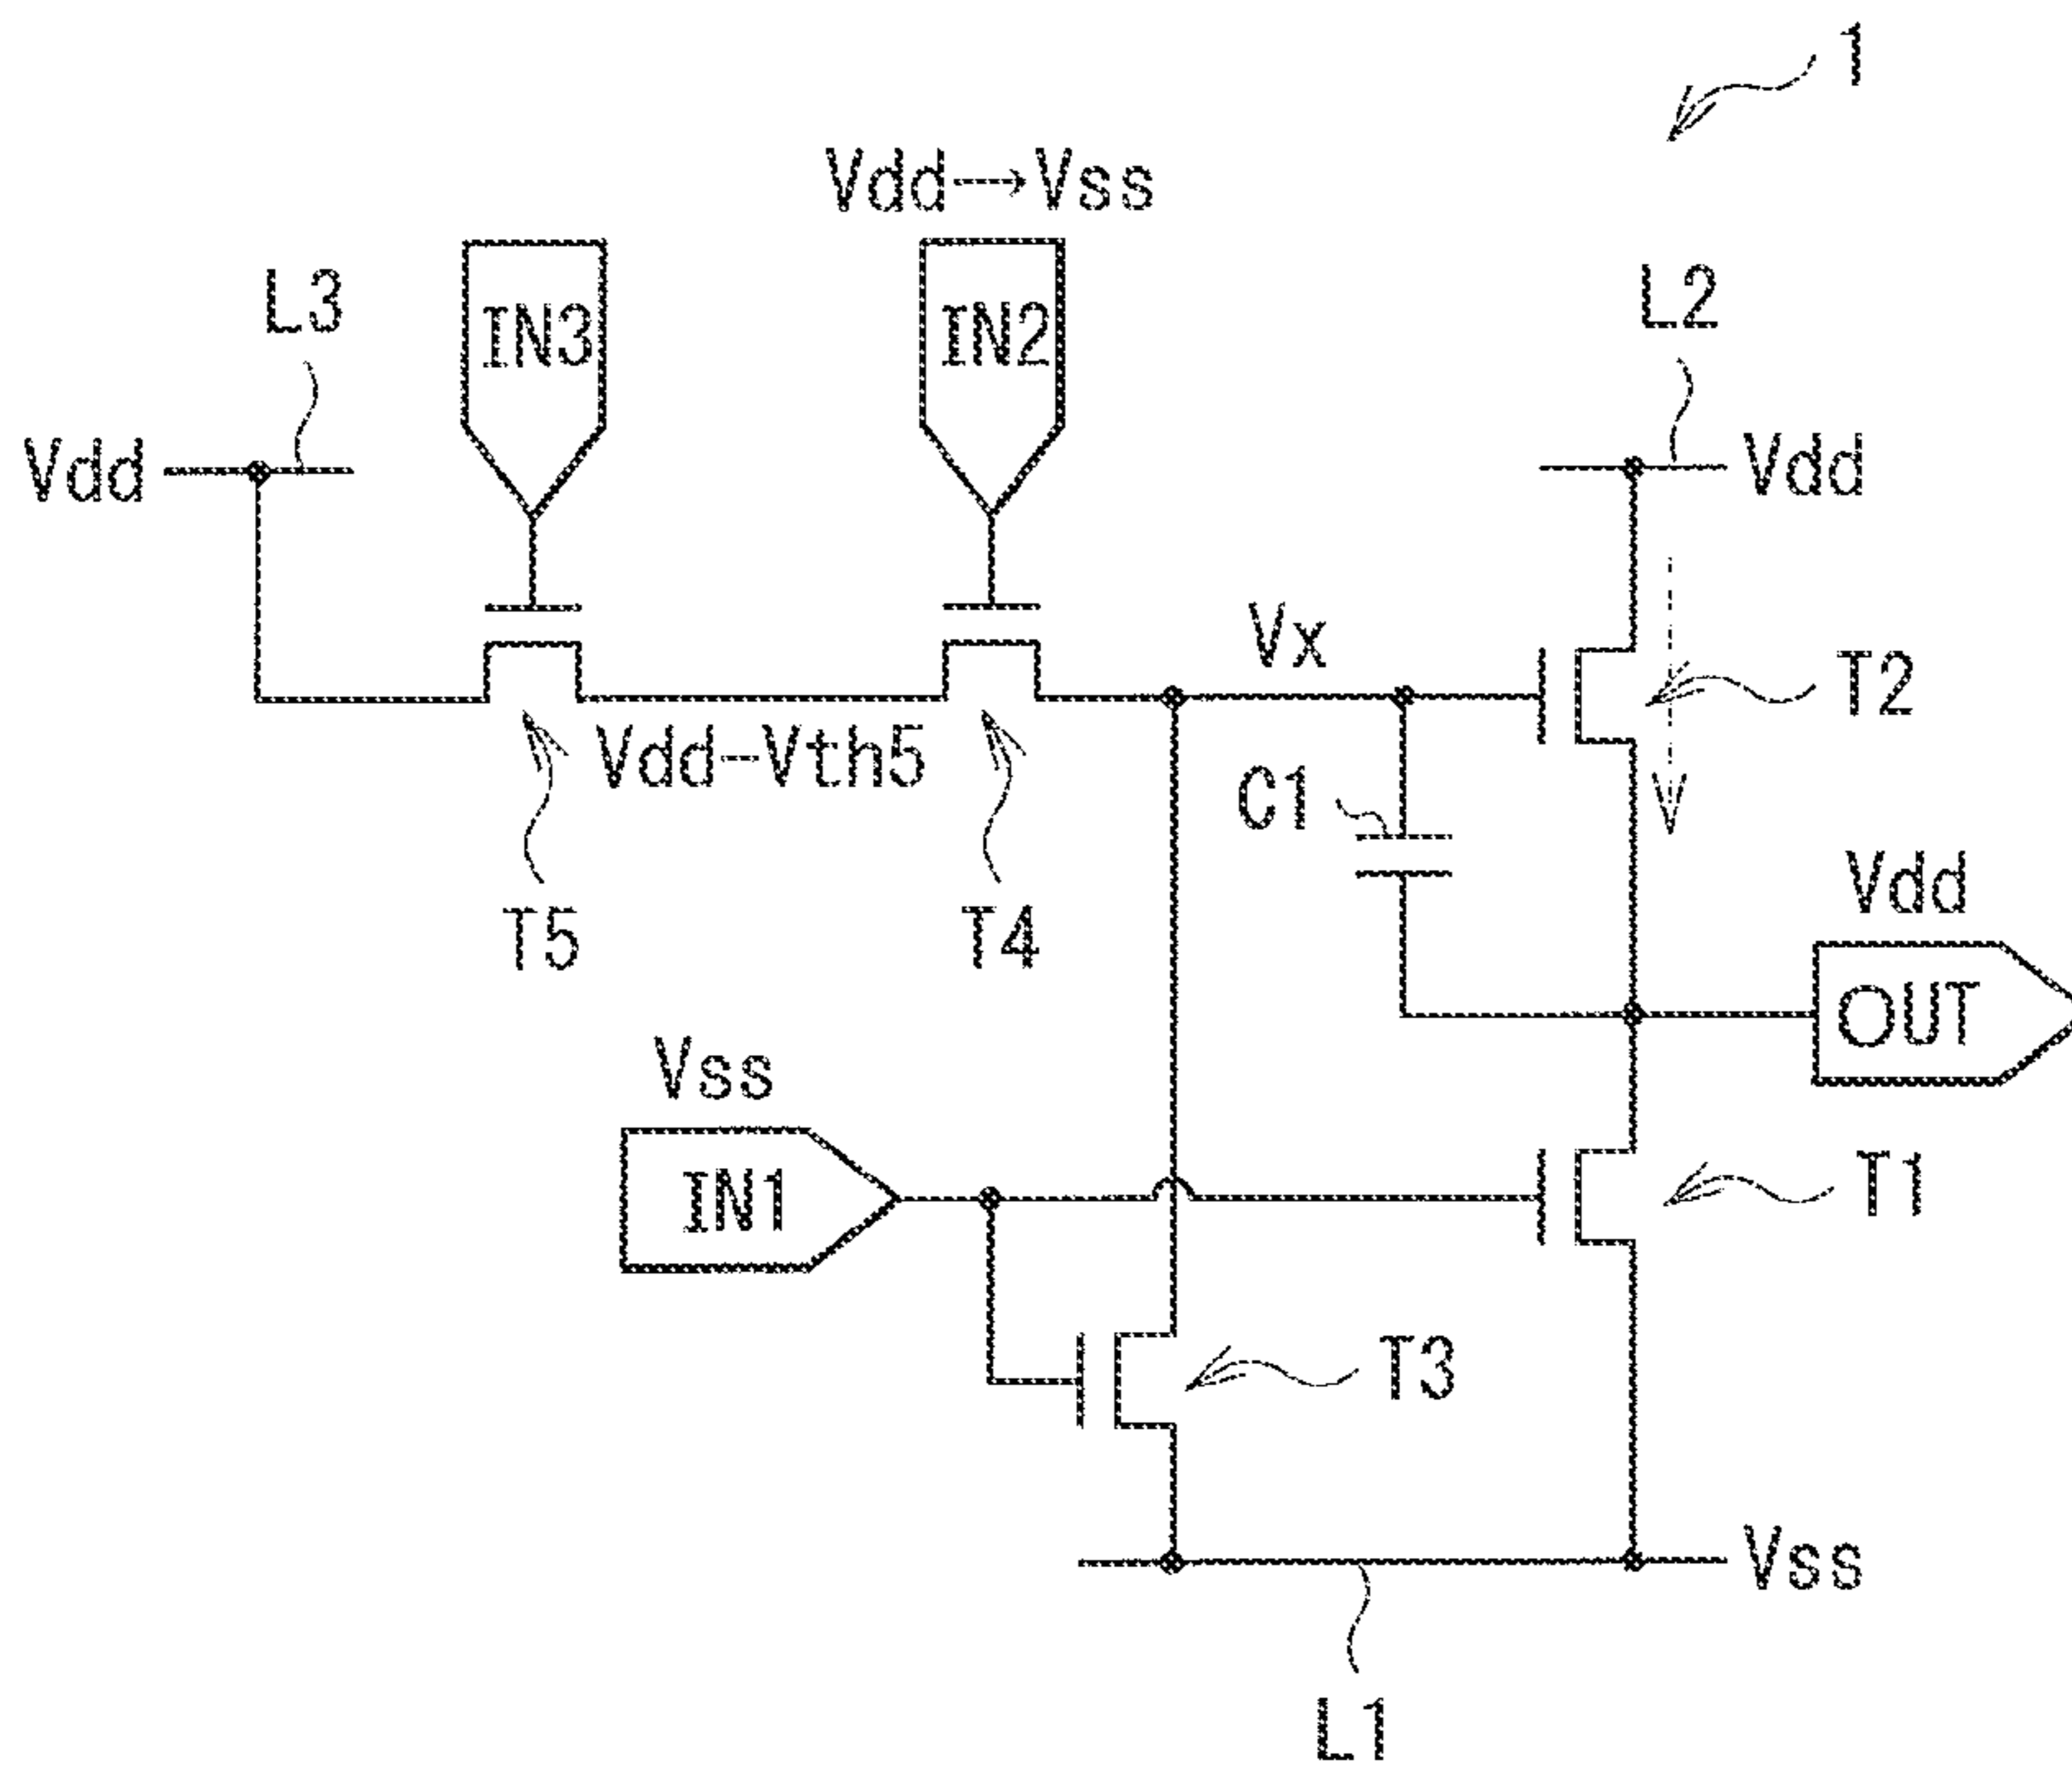 1
Vdd→Vss
L3
IN3
IN2
L2
Vdd
Vdd
Vx
T2
Vdd-Vth5
C1
T5
T4
Vdd
OUT
Vss
IN1
T1
T3
Vss
L1